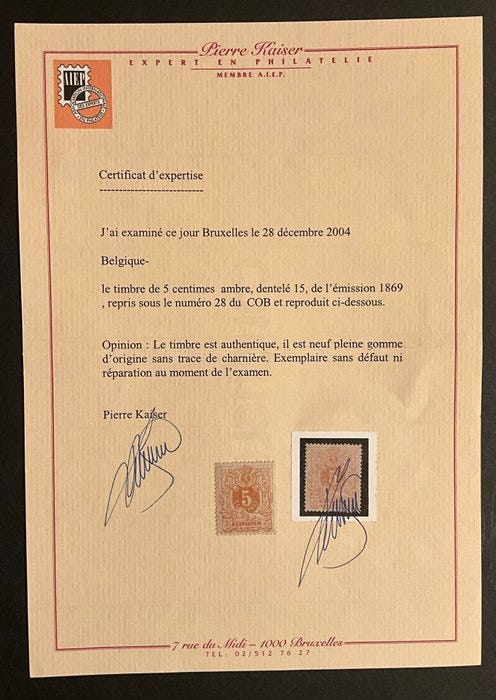 Pierre Kaiser
EXPERT EN PHILATELIE
MEMBRE A.I.E.P.
AIEP
Certificat d'expertise
--------------------------
J'ai examiné ce jour Bruxelles le 28 décembre 2004
Belgique-
le timbre de 5 centimes ambre, dentelé 15, de l'émission 1869
, repris sous le numéro 28 du COB et reproduit ci-dessous.
Opinion : Le timbre est authentique, il est neuf pleine gomme
d'origine sans trace de charnière. Exemplaire sans défaut ni
réparation au moment de l'examen.
Pierre Kaiser
5
7 rue du Midi – 1000 Bruxelles
TEL: 02/512 76 27